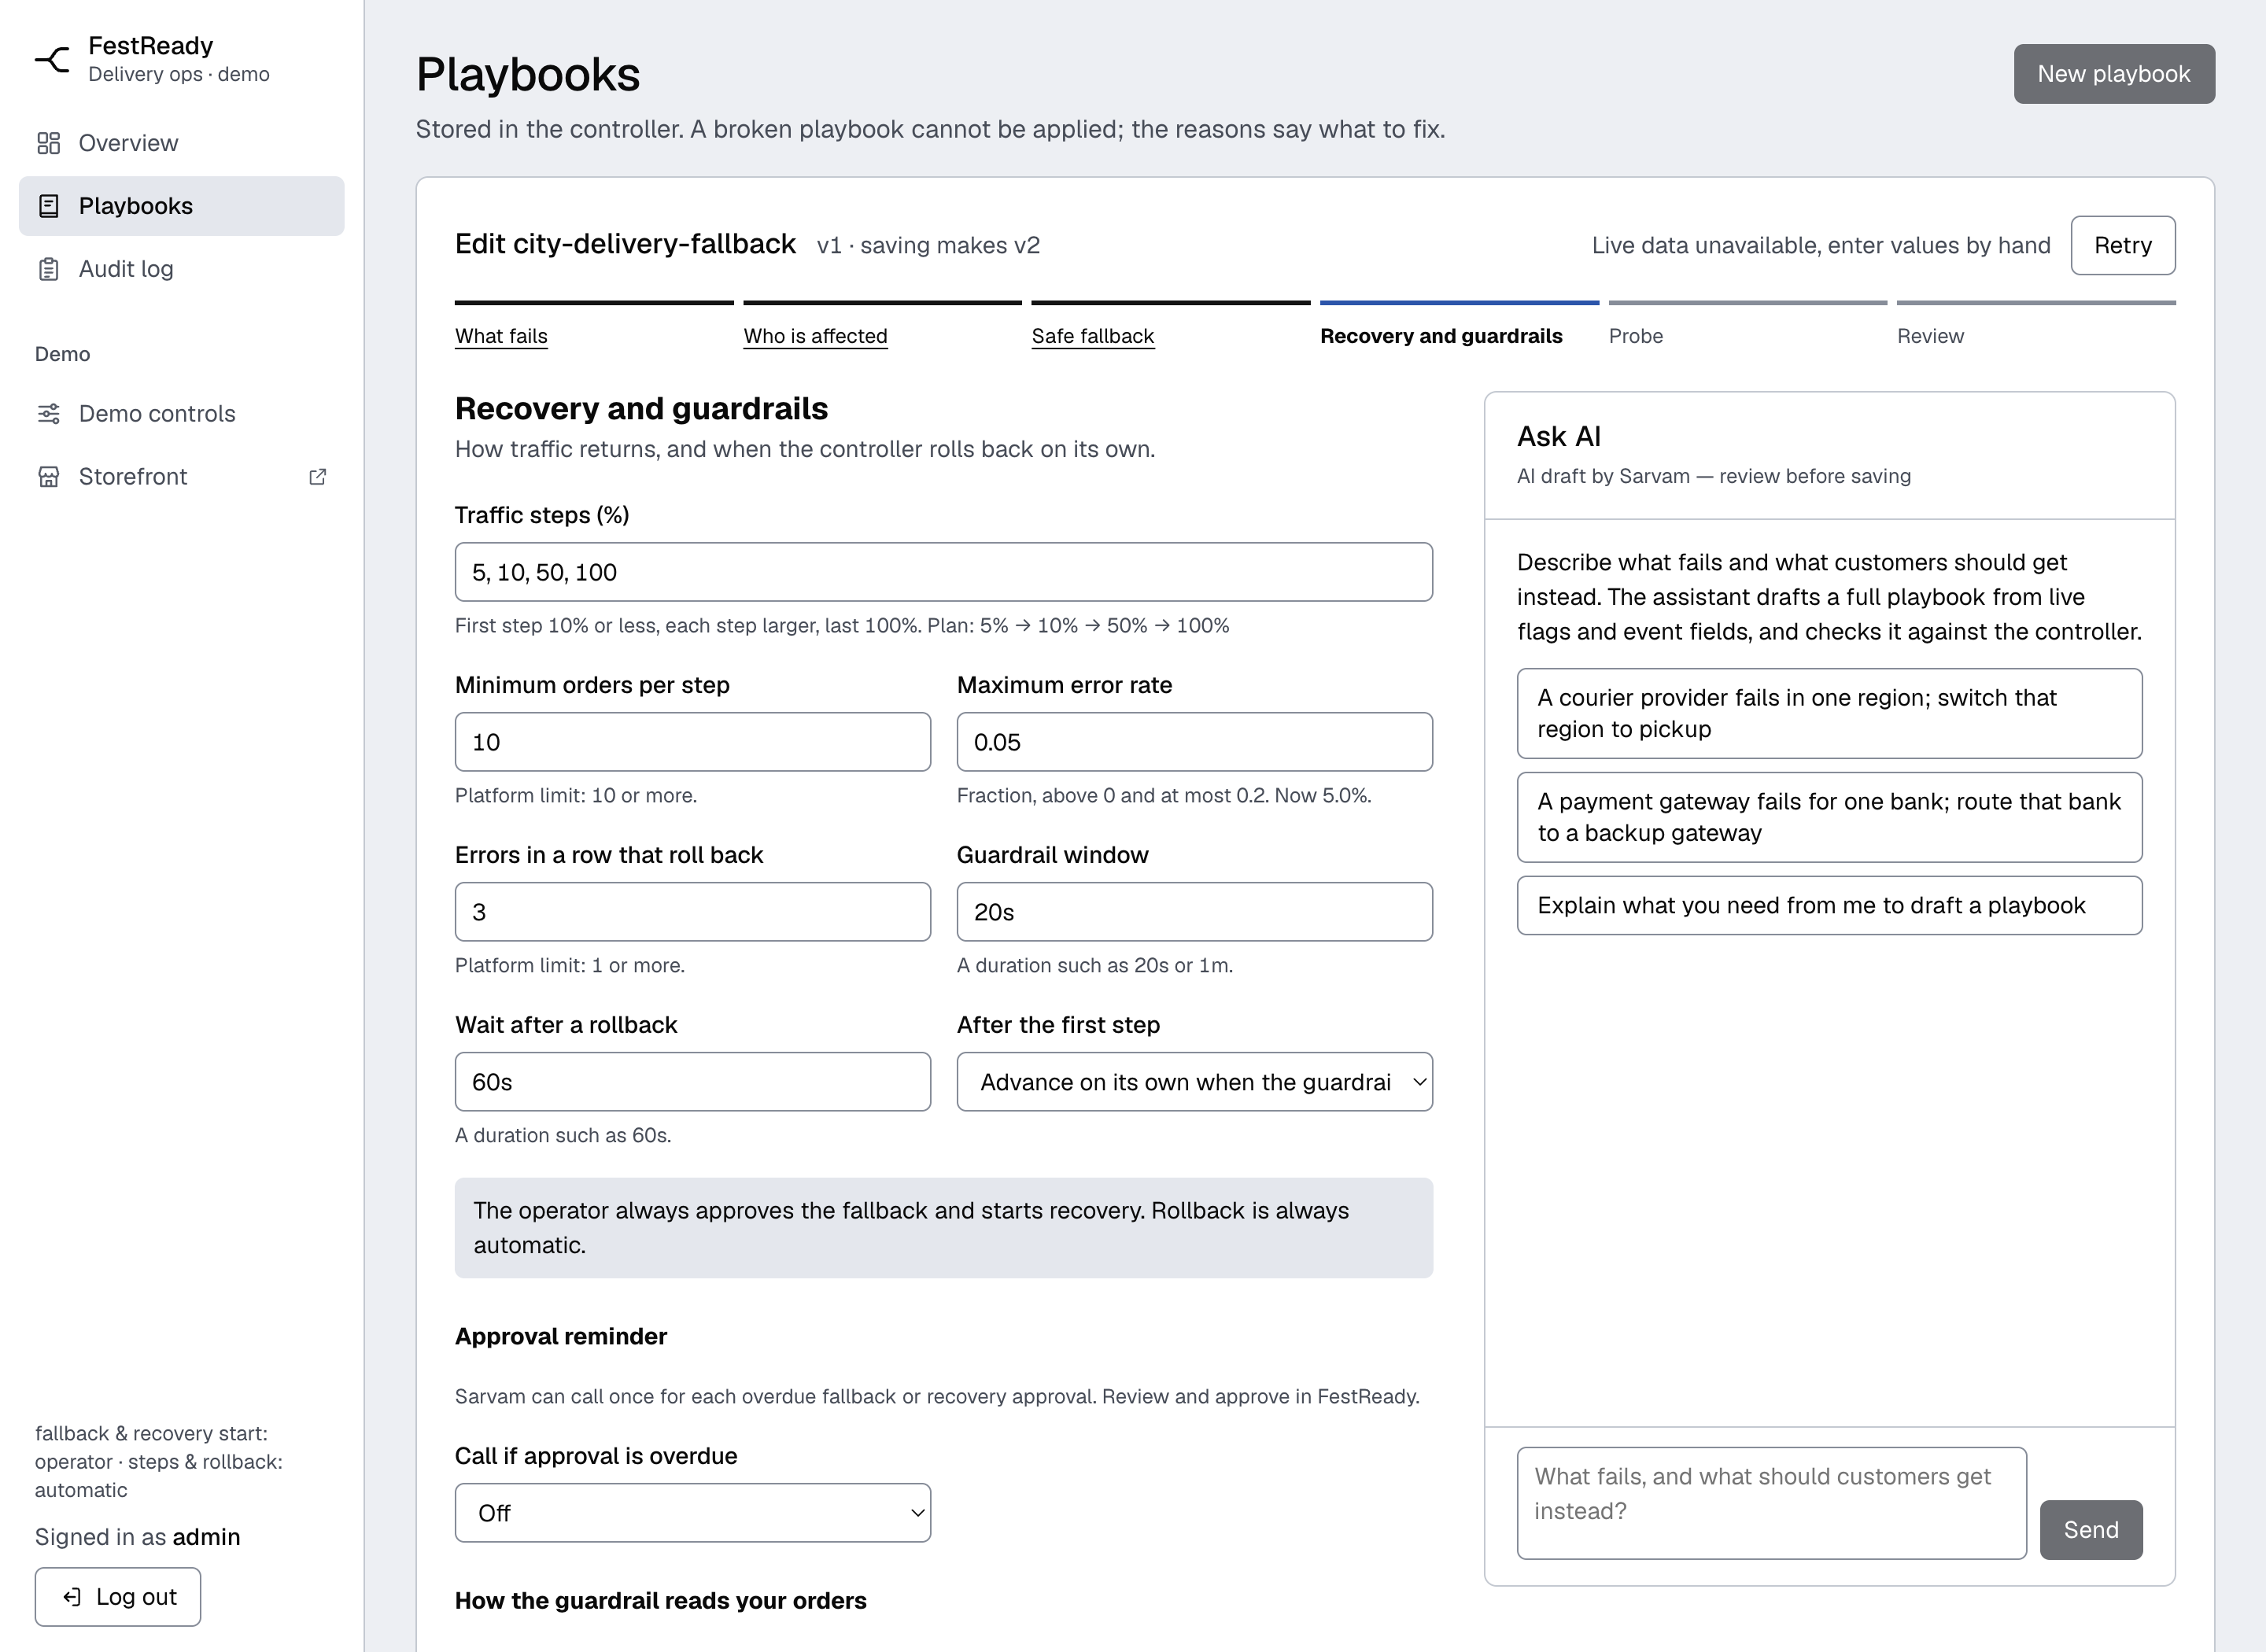 FestReady
Delivery ops · demo
Overview
Playbooks
Audit log
Demo
Demo controls
Storefront
fallback & recovery start:
operator · steps & rollback:
automatic
Signed in as admin
Log out
Playbooks
New playbook
Stored in the controller. A broken playbook cannot be applied; the reasons say what to fix.
Edit city-delivery-fallback v1 · saving makes v2
Live data unavailable, enter values by hand
Retry
What fails
Who is affected
Safe fallback
Recovery and guardrails
Probe
Review
Recovery and guardrails
How traffic returns, and when the controller rolls back on its own.
Traffic steps (%)
5, 10, 50, 100
First step 10% or less, each step larger, last 100%. Plan: 5% → 10% → 50% → 100%
Minimum orders per step
10
Platform limit: 10 or more.
Maximum error rate
0.05
Fraction, above 0 and at most 0.2. Now 5.0%.
Errors in a row that roll back
3
Platform limit: 1 or more.
Guardrail window
20s
A duration such as 20s or 1m.
Wait after a rollback
60s
A duration such as 60s.
After the first step
Advance on its own when the guardrai
The operator always approves the fallback and starts recovery. Rollback is always
automatic.
Approval reminder
Sarvam can call once for each overdue fallback or recovery approval. Review and approve in FestReady.
Call if approval is overdue
Off
How the guardrail reads your orders
Ask AI
AI draft by Sarvam — review before saving
Describe what fails and what customers should get
instead. The assistant drafts a full playbook from live
flags and event fields, and checks it against the controller.
A courier provider fails in one region; switch that
region to pickup
A payment gateway fails for one bank; route that bank
to a backup gateway
Explain what you need from me to draft a playbook
What fails, and what should customers get
instead?
Send